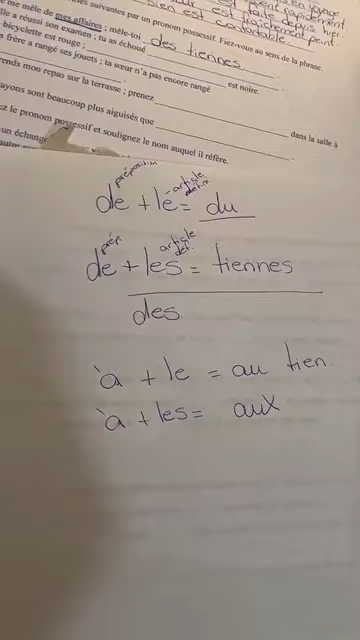 suivantes par un pronom possessif. Fiez-vous au sens de la phrase.
mêle de mes affaires ; mêle-toi des tiennes
a réussi son examen ; tu as échoué
bicyclette est rouge ; est noire.
frère a rangé ses jouets ; ta sœur n'a pas encore rangé
mon repas sur la terrasse ; prenez dans la salle à
ayons sont beaucoup plus aiguisés que
le pronom possessif et soulignez le nom auquel il réfère.
un échange
préposition article défini
de + le = du
prép article déf
de + les = tiennes
des
à + le = au tien
à + les = aux